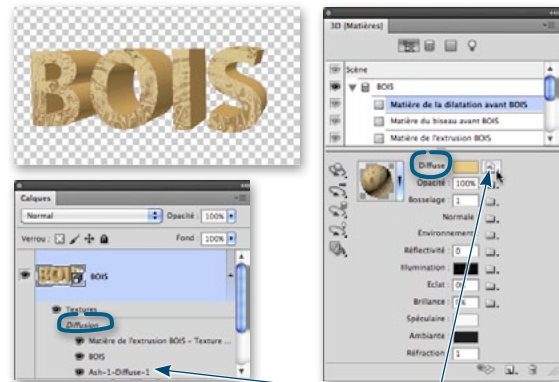 BOIS
3D {Matières}
Scène
BOIS
Matière de la dilatation avant BOIS
Matière du biseau avant BOIS
Matière de l'extrusion BOIS
Diffuse
Opacité : 100%
Bosselage : 1
Normale
Environnement
Réflectivité : 0
Illumination
Eclat : 0%
Brillance : 0%
Spéculaire
Ambiante
Réfraction : 1
Calques
Normal Opacité : 100%
Verrou : Fond : 100%
BOIS BOIS
Textures
Diffusion
Matière de l'extrusion BOIS - Texture ...
BOIS
Ash-1-Diffuse-1